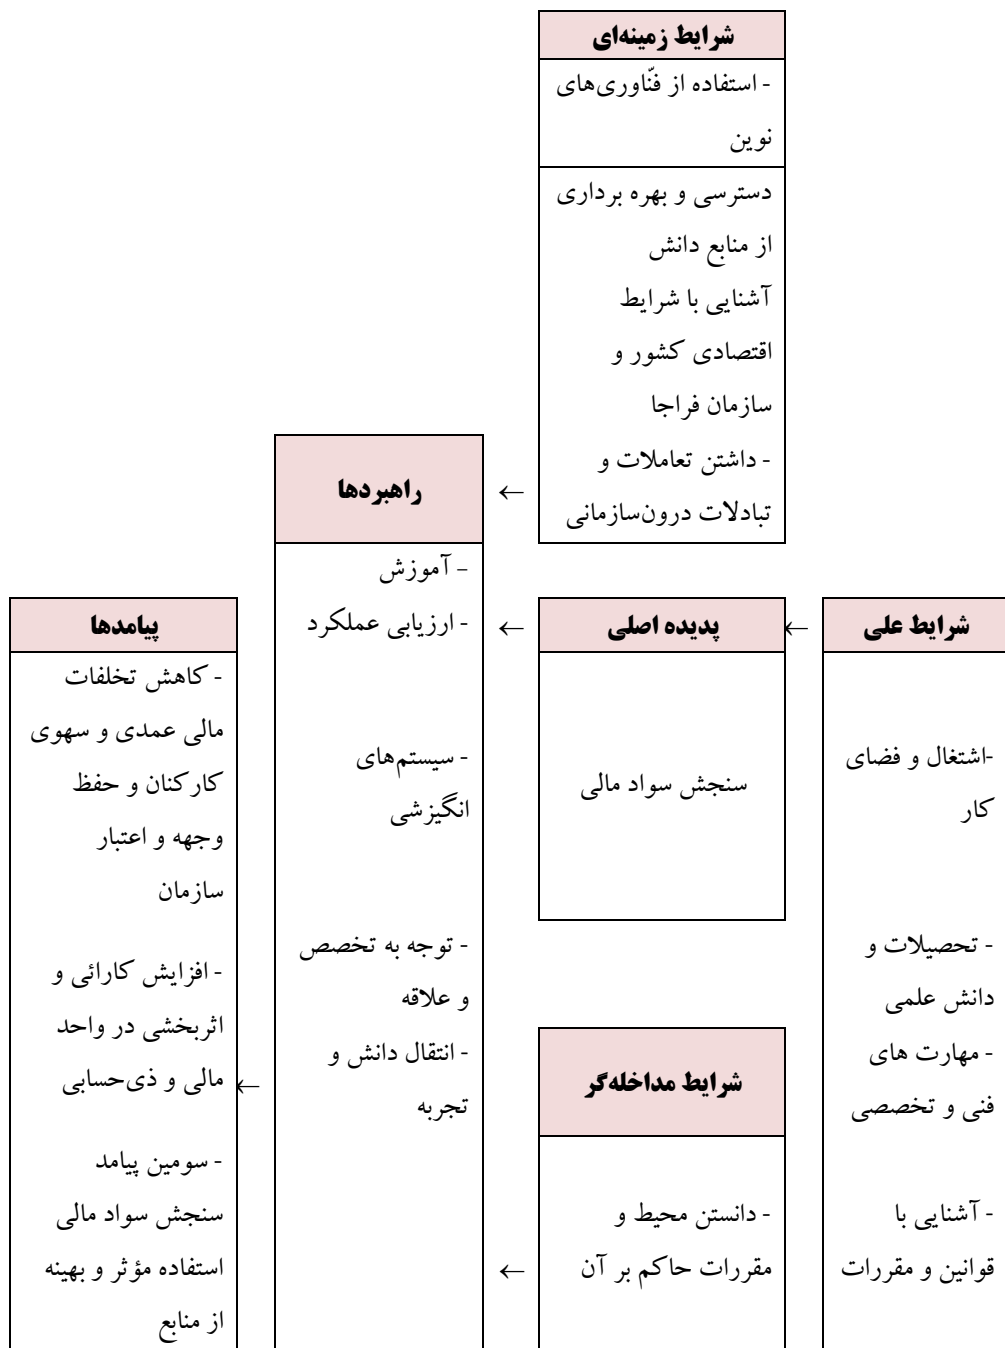 شرایط زمینه‌ای
- استفاده از فنّاوری‌های
نوین
دسترسی و بهره برداری
از منابع دانش
آشنایی با شرایط
اقتصادی کشور و
سازمان فراجا
- داشتن تعاملات و
تبادلات درون‌سازمانی
←
شرایط علی
-اشتغال و فضای
کار
- تحصیلات و
دانش علمی
- مهارت های
فنی و تخصصی
- آشنایی با
قوانین و مقررات
←
پدیده اصلی
سنجش سواد مالی
←
شرایط مداخله‌گر
- دانستن محیط و
مقررات حاکم بر آن
←
راهبردها
- آموزش
- ارزیابی عملکرد
- سیستم‌های
انگیزشی
- توجه به تخصص
و علاقه
- انتقال دانش و
تجربه
←
پیامدها
- کاهش تخلفات
مالی عمدی و سهوی
کارکنان و حفظ
وجهه و اعتبار
سازمان
- افزایش کارائی و
اثربخشی در واحد
مالی و ذی‌حسابی
- سومین پیامد
سنجش سواد مالی
استفاده مؤثر و بهینه
از منابع